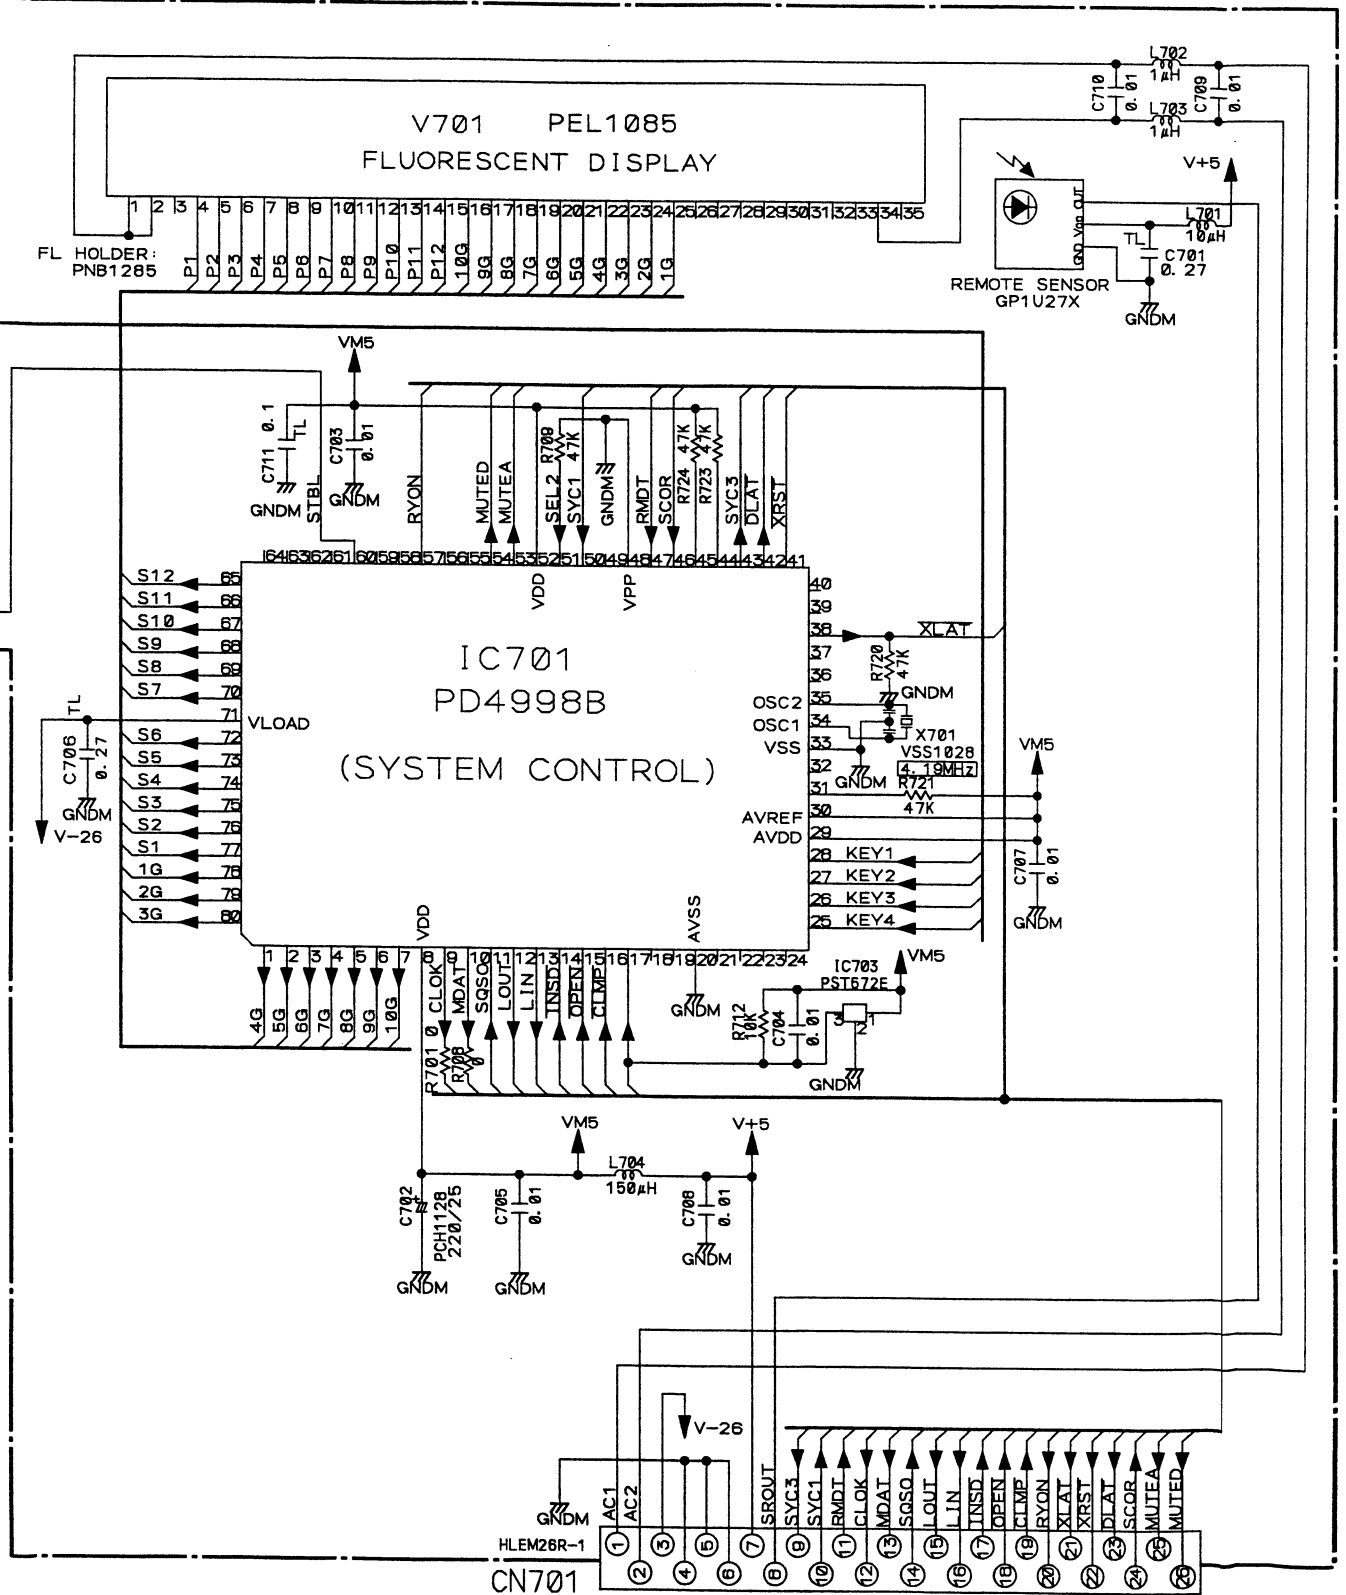 L702
1μH
C710
0.01
C709
0.01
L703
1μH
V701 PEL1085
FLUORESCENT DISPLAY
V+5
OUT
GND
L701
10μH
TL
C701
0.27
REMOTE SENSOR
GP1U27X
GNDM
1 2 3 4 5 6 7 8 9 10 11 12 13 14 15 16 17 18 19 20 21 22 23 24 25 26 27 28 29 30 31 32 33 34 35
FL HOLDER:
PNB1285
P1 P2 P3 P4 P5 P6 P7 P8 P9 P10 P11 P12 10G 9G 8G 7G 6G 5G 4G 3G 2G 1G
VM5
C711 0.1
TL
GNDM
C703
0.01
GNDM
STBL
RYON
MUTED
MUTEA
SEL2
R709
47K
SYC1
GNDM
RMDT
SCOR
R724
47K
R723
47K
SYC3
DLAT
XRST
64 63 62 61 60 59 58 57 56 55 54 53 52 51 50 49 48 47 46 45 44 43 42 41
VDD
VPP
S12 65
S11 66
S10 67
S9 68
S8 69
S7 70
71 VLOAD
S6 72
S5 73
S4 74
S3 75
S2 76
S1 77
1G 78
2G 79
3G 80
TL
C706
0.27
GNDM
V-26
IC701
PD4998B
(SYSTEM CONTROL)
40
39
38 XLAT
37
36
OSC2 35
OSC1 34
VSS 33
32
31
AVREF 30
AVDD 29
28 KEY1
27 KEY2
26 KEY3
25 KEY4
R720
47K
GNDM
X701
VSS1028
4.19MHz
GNDM
R721
47K
VM5
C707
0.01
GNDM
VDD
AVSS
1 2 3 4 5 6 7 8 9 10 11 12 13 14 15 16 17 18 19 20 21 22 23 24
4G 5G 6G 7G 8G 9G 10G
CLOK MDAT SQSO LOUT LIN INSD OPEN CLMP
R701 0
R708
0
GNDM
IC703
PST672E
VM5
R712
10K
C704
0.01
3
2
1
GNDM
VM5
V+5
L704
150μH
C702
+
PCH1128
220/25
GNDM
C705
0.01
GNDM
C708
0.01
GNDM
V-26
GNDM
AC1 AC2 SROUT SYC3 SYC1 RMDT CLOK MDAT SQSO LOUT LIN INSD OPEN CLMP RYON XLAT XRST DLAT SCOR MUTEA MUTED
HLEM26R-1
1 2 3 4 5 6 7 8 9 10 11 12 13 14 15 16 17 18 19 20 21 22 23 24 25 26
CN701